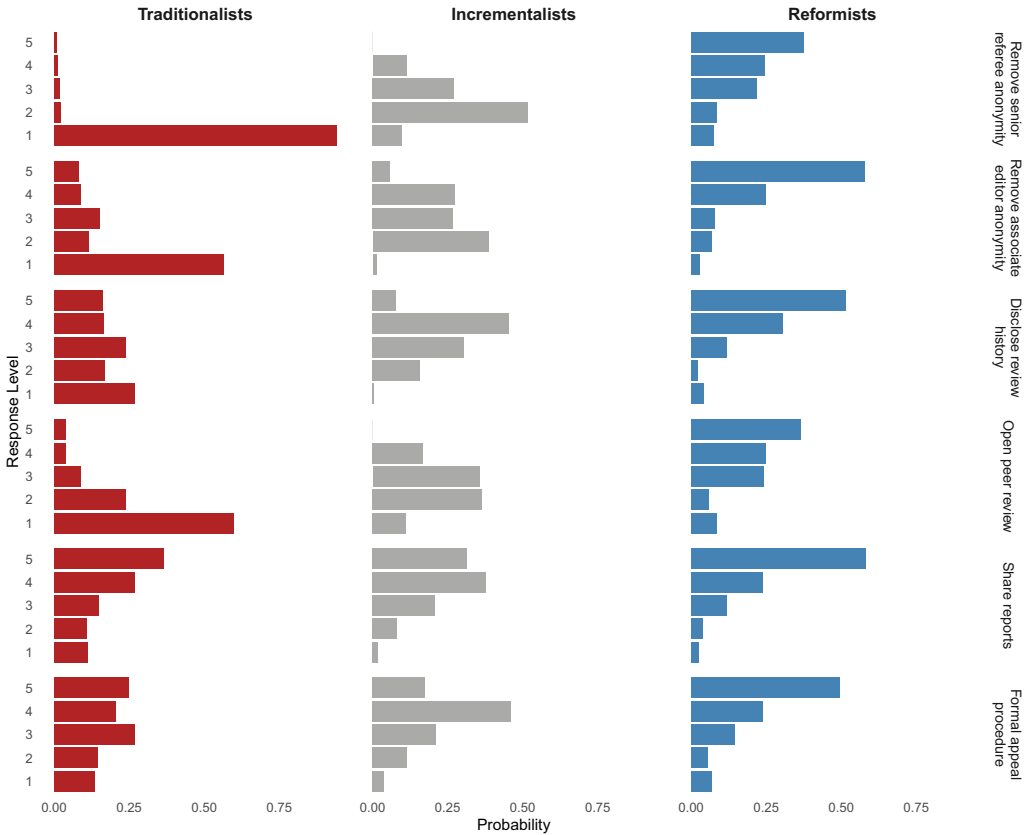 Traditionalists
Incrementalists
Reformists
Response Level
5
4
3
2
1
Remove senior
referee anonymity
5
4
3
2
1
Remove associate
editor anonymity
5
4
3
2
1
Disclose review
history
5
4
3
2
1
Open peer review
5
4
3
2
1
Share reports
5
4
3
2
1
Formal appeal
procedure
0.00 0.25 0.50 0.75
0.00 0.25 0.50 0.75
0.00 0.25 0.50 0.75
Probability